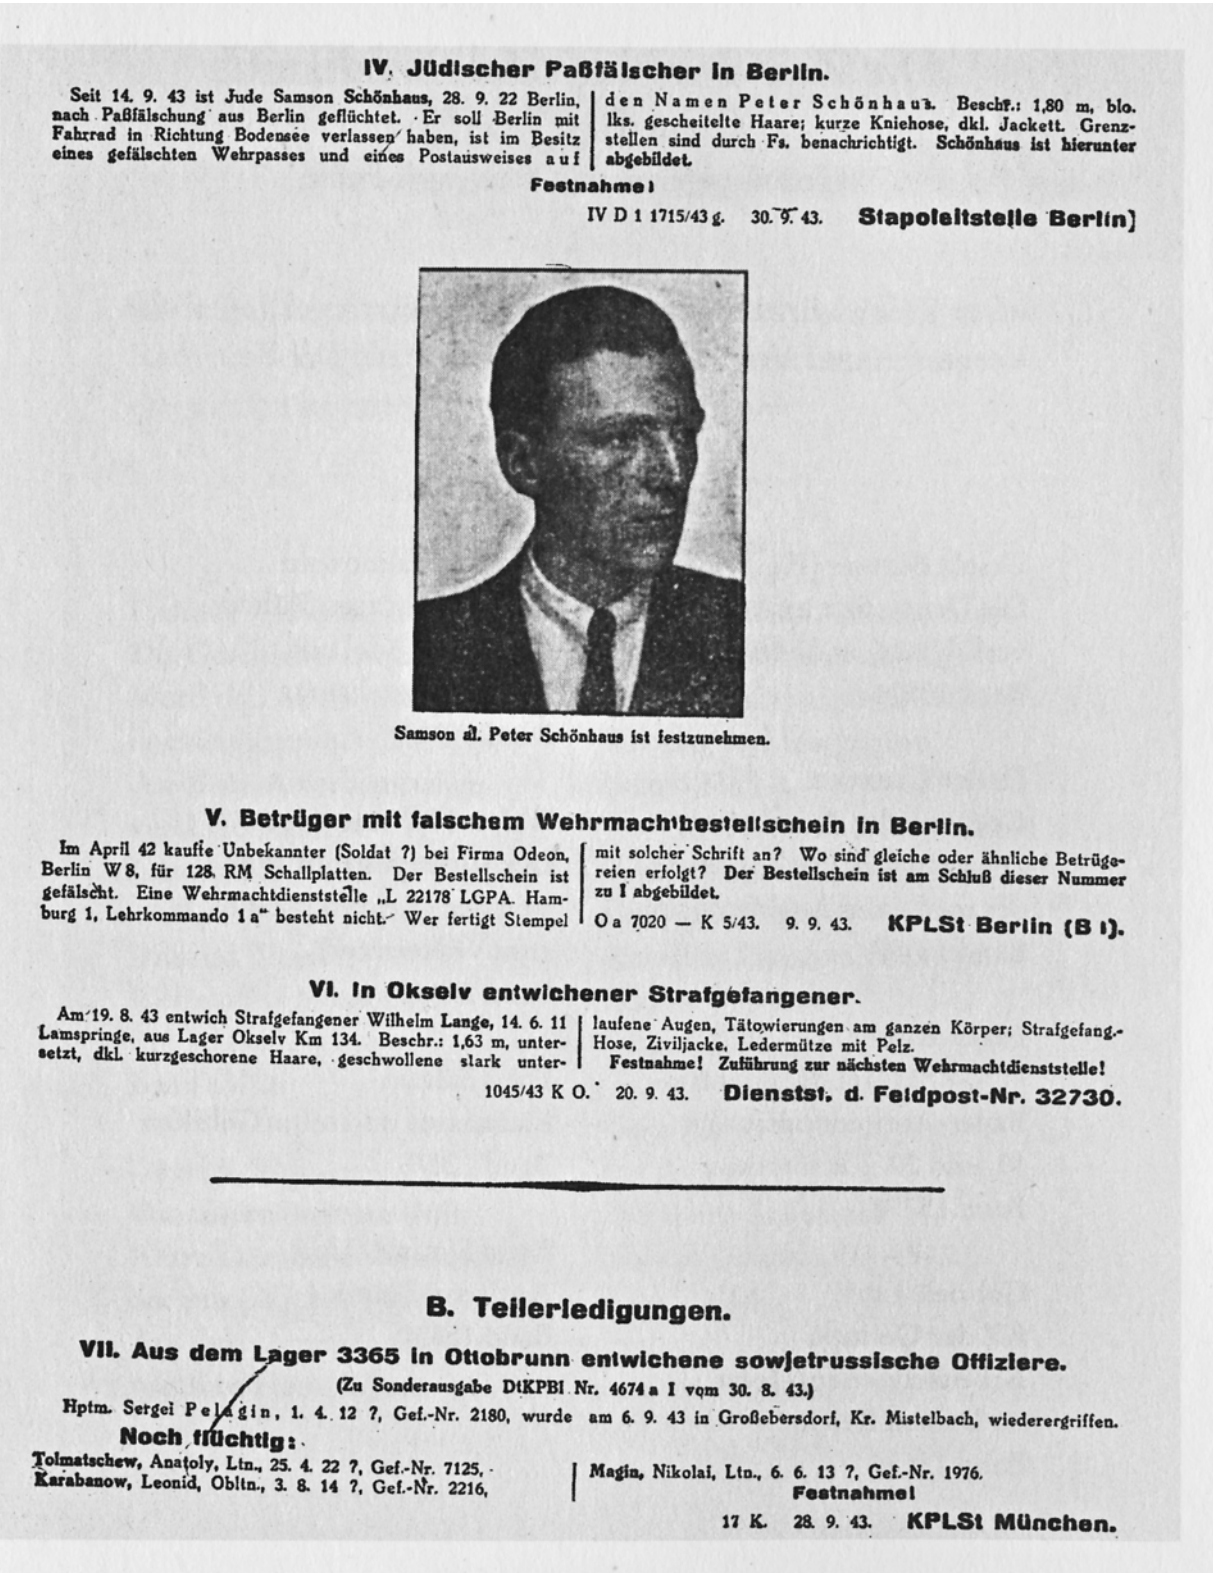 IV. Jüdischer Paßfälscher in Berlin.
Seit 14. 9. 43 ist Jude Samson Schönhaus, 28. 9. 22 Berlin,
nach Paßfälschung aus Berlin geflüchtet. Er soll Berlin mit
Fahrrad in Richtung Bodensee verlassen haben, ist im Besitz
eines gefälschten Wehrpasses und eines Postausweises auf
den Namen Peter Schönhaus. Beschr.: 1,80 m, blo.
lks. gescheitelte Haare; kurze Kniehose, dkl. Jackett. Grenz-
stellen sind durch Fs. benachrichtigt. Schönhaus ist hierunter
abgebildet.
Festnahme!
IV D 1 1715/43 g. 30. 9. 43. Stapoleitstelle Berlin]
Samson al. Peter Schönhaus ist festzunehmen.
V. Betrüger mit falschem Wehrmachtbestellschein in Berlin.
Im April 42 kaufte Unbekannter (Soldat ?) bei Firma Odeon,
Berlin W 8, für 128. RM Schallplatten. Der Bestellschein ist
gefälscht. Eine Wehrmachtdienststelle „L 22178 LGPA. Ham-
burg 1, Lehrkommando 1 a“ besteht nicht. Wer fertigt Stempel
mit solcher Schrift an? Wo sind gleiche oder ähnliche Betrüge-
reien erfolgt? Der Bestellschein ist am Schluß dieser Nummer
zu I abgebildet.
O a 7020 — K 5/43. 9. 9. 43. KPLSt Berlin (B I).
VI. In Okselv entwichener Strafgefangener.
Am 19. 8. 43 entwich Strafgefangener Wilhelm Lange, 14. 6. 11
Lamspringe, aus Lager Okselv Km 134. Beschr.: 1,63 m, unter-
setzt, dkl. kurzgeschorene Haare, geschwollene stark unter-
laufene Augen, Tätowierungen am ganzen Körper; Strafgefang.-
Hose, Ziviljacke, Ledermütze mit Pelz.
Festnahme! Zuführung zur nächsten Wehrmachtdienststelle!
1045/43 K O. 20. 9. 43. Dienstst. d. Feldpost-Nr. 32730.
B. Teilerledigungen.
VII. Aus dem Lager 3365 in Ottobrunn entwichene sowjetrussische Offiziere.
(Zu Sonderausgabe DtKPBl Nr. 4674 a I vom 30. 8. 43.)
Hptm. Sergei Pelagin, 1. 4. 12 ?, Gef.-Nr. 2180, wurde am 6. 9. 43 in Großebersdorf, Kr. Mistelbach, wiederergriffen.
Noch flüchtig:
Tolmatschew, Anatoly, Ltn., 25. 4. 22 ?, Gef.-Nr. 7125,
Karabanow, Leonid, Obltn., 3. 8. 14 ?, Gef.-Nr. 2216,
Magin, Nikolai, Ltn., 6. 6. 13 ?, Gef.-Nr. 1976.
Festnahme!
17 K. 28. 9. 43. KPLSt München.